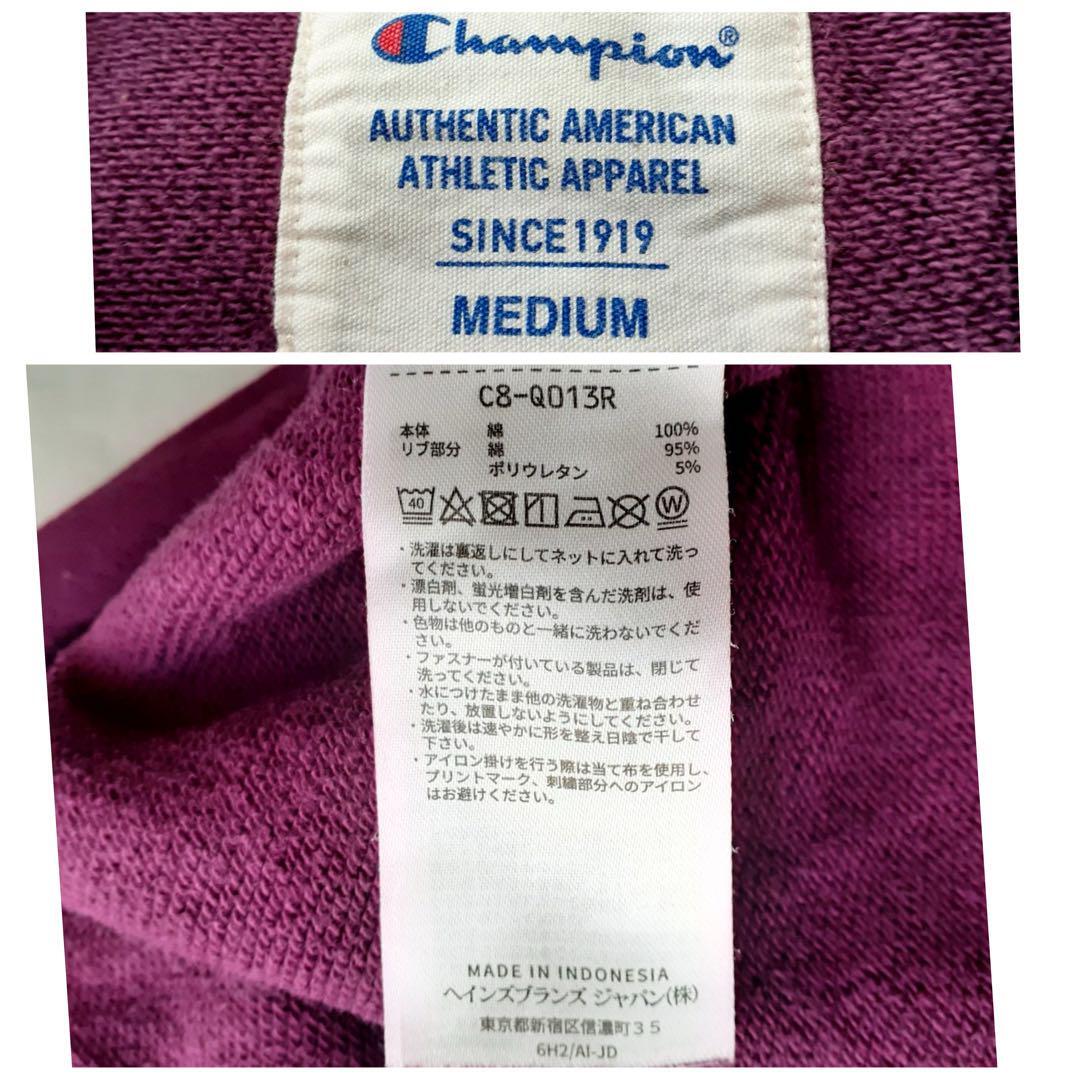 Champion®
AUTHENTIC AMERICAN
ATHLETIC APPAREL
SINCE 1919
MEDIUM
C8-Q013R
本体 綿 100%
リブ部分 綿 95%
ポリウレタン 5%
40 W
・洗濯は裏返しにしてネットに入れて洗っ
てください。
・漂白剤、蛍光増白剤を含んだ洗剤は、使
用しないでください。
・色物は他のものと一緒に洗わないでくだ
さい。
・ファスナーが付いている製品は、閉じて
洗ってください。
・水につけたまま他の洗濯物と重ね合わせ
たり、放置しないようにしてください。
・洗濯後は速やかに形を整え日陰で干して
下さい。
・アイロン掛けを行う際は当て布を使用し、
プリントマーク、刺繍部分へのアイロン
はお避けください。
MADE IN INDONESIA
ヘインズブランズ ジャパン(株)
東京都新宿区信濃町35
6H2/AI-JD